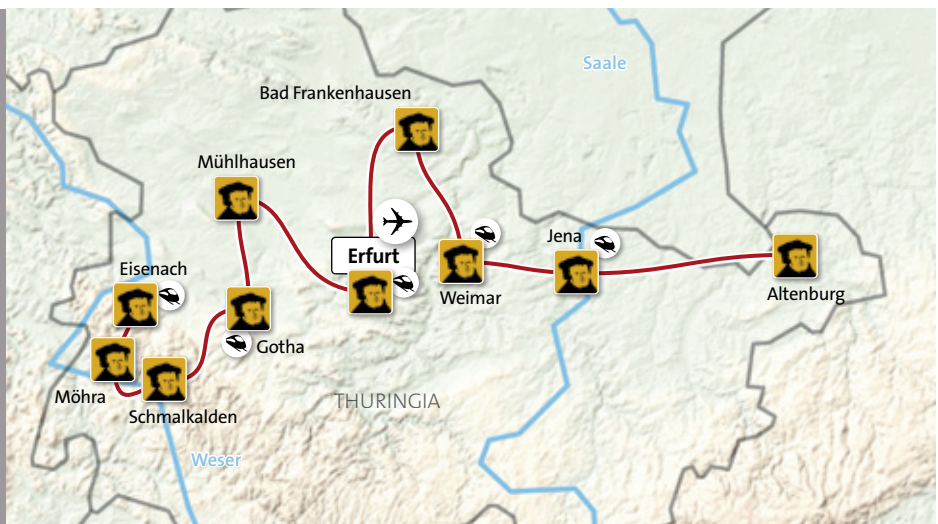 Saale
Bad Frankenhausen
Mühlhausen
Jena
Erfurt
Eisenach
Weimar
Altenburg
Gotha
Möhra
THURINGIA
Schmalkalden
Weser